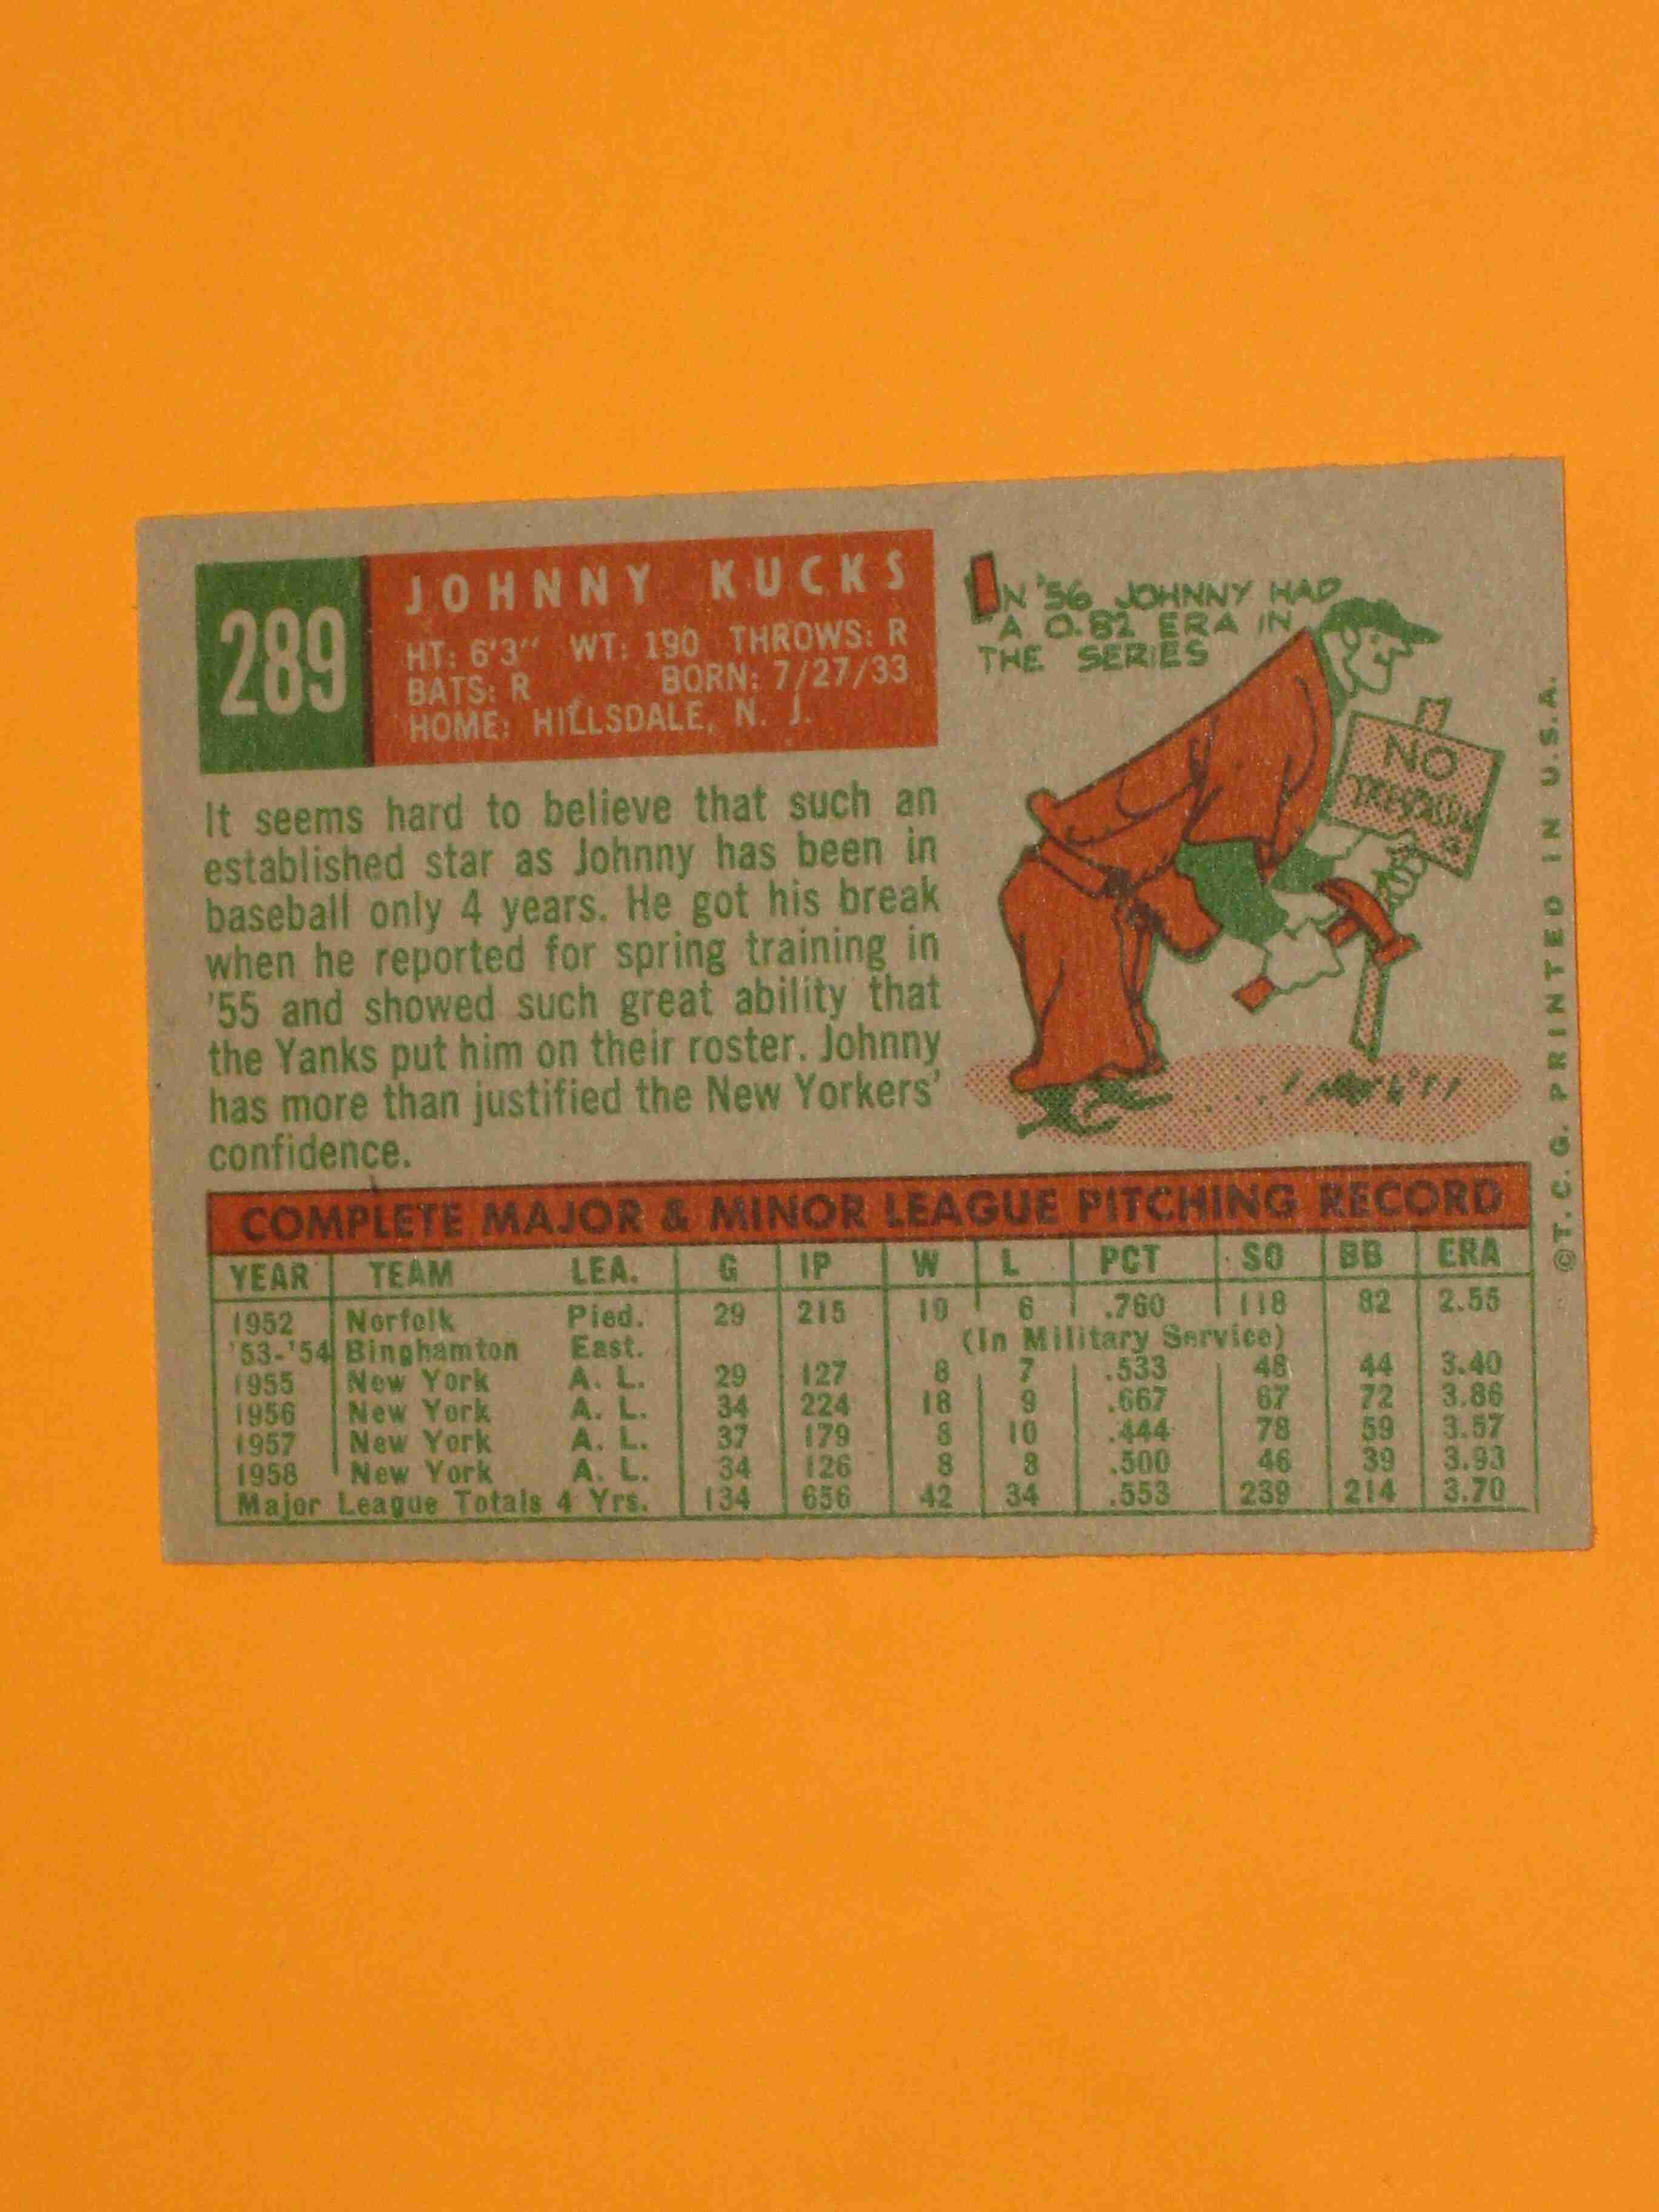 289
JOHNNY KUCKS
HT: 6'3" WT: 190 THROWS: R
BATS: R BORN: 7/27/33
HOME: HILLSDALE, N. J.
IN '56 JOHNNY HAD
A 0.82 ERA IN
THE SERIES
NO
It seems hard to believe that such an
established star as Johnny has been in
baseball only 4 years. He got his break
when he reported for spring training in
'55 and showed such great ability that
the Yanks put him on their roster. Johnny
has more than justified the New Yorkers'
confidence.
COMPLETE MAJOR & MINOR LEAGUE PITCHING RECORD
YEAR TEAM LEA. G IP W L PCT SO BB ERA
1952 Norfolk Pied. 29 215 19 6 .760 118 82 2.55
'53-'54 Binghamton East. (In Military Service)
1955 New York A. L. 29 127 8 7 .533 48 44 3.40
1956 New York A. L. 34 224 18 9 .667 67 72 3.86
1957 New York A. L. 37 179 8 10 .444 78 59 3.57
1958 New York A. L. 34 126 8 8 .500 46 39 3.93
Major League Totals 4 Yrs. 134 656 42 34 .553 239 214 3.70
©T.C.G. PRINTED IN U.S.A.